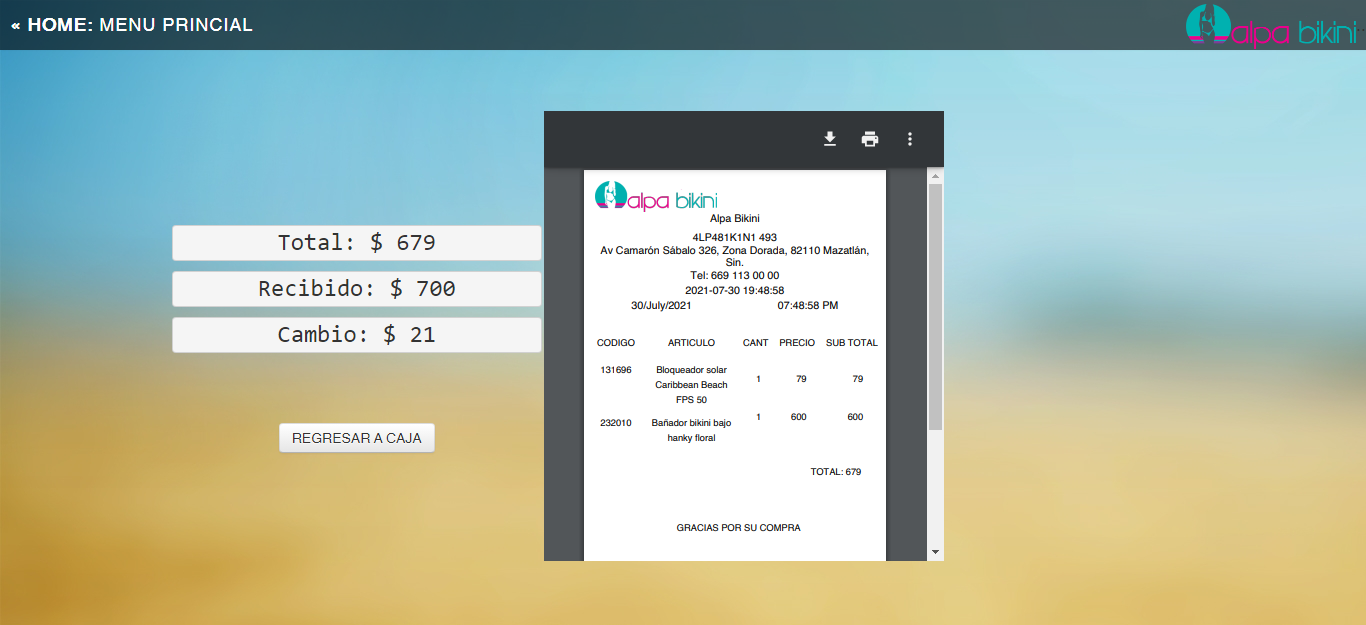 « HOME: MENU PRINCIAL
alpa bikini
Total: $ 679
Recibido: $ 700
Cambio: $ 21
REGRESAR A CAJA
alpa bikini
Alpa Bikini
4LP481K1N1 493
Av Camarón Sábalo 326, Zona Dorada, 82110 Mazatlán,
Sin.
Tel: 669 113 00 00
2021-07-30 19:48:58
30/July/2021 07:48:58 PM
CODIGO ARTICULO CANT PRECIO SUB TOTAL
131696 Bloqueador solar
Caribbean Beach 1 79 79
FPS 50
1 600 600
232010 Bañador bikini bajo
hanky floral
TOTAL: 679
GRACIAS POR SU COMPRA